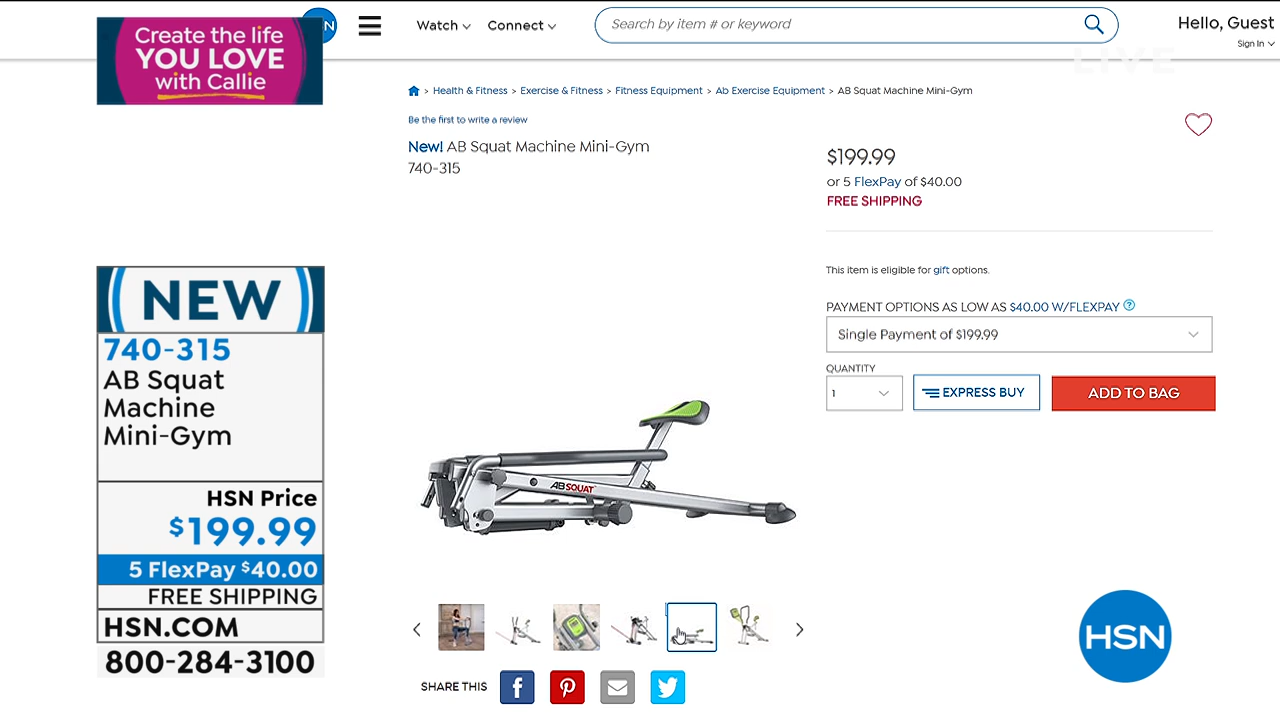 Create the life
YOU LOVE
with Callie
N
Watch
Connect
Search by item # or keyword
Hello, Guest
Sign In
LIVE
> Health & Fitness > Exercise & Fitness > Fitness Equipment > Ab Exercise Equipment > AB Squat Machine Mini-Gym
Be the first to write a review
New! AB Squat Machine Mini-Gym
740-315
$199.99
or 5 FlexPay of $40.00
FREE SHIPPING
This item is eligible for gift options.
PAYMENT OPTIONS AS LOW AS $40.00 W/FLEXPAY ?
Single Payment of $199.99
QUANTITY
1
EXPRESS BUY
ADD TO BAG
(NEW)
740-315
AB Squat
Machine
Mini-Gym
HSN Price
$199.99
5 FlexPay $40.00
FREE SHIPPING
HSN.COM
800-284-3100
ABSQUAT
SHARE THIS
HSN